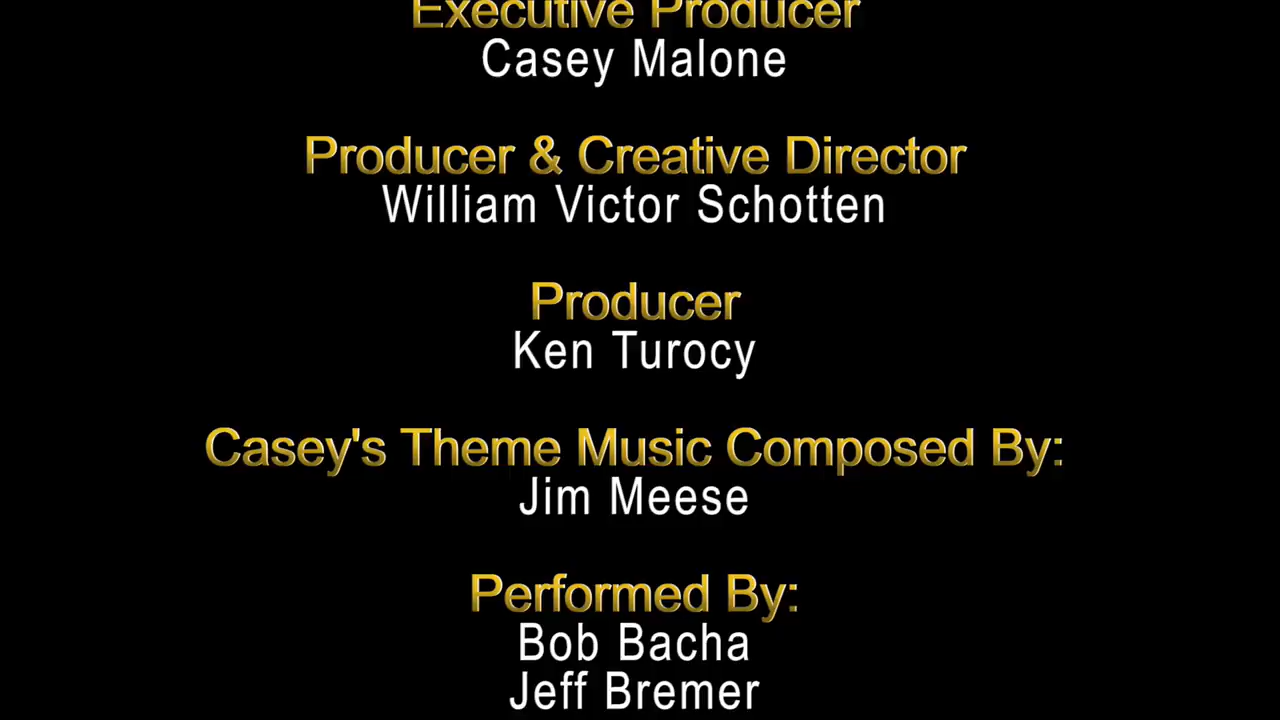 Executive Producer
Casey Malone
Producer & Creative Director
William Victor Schotten
Producer
Ken Turocy
Casey's Theme Music Composed By:
Jim Meese
Performed By:
Bob Bacha
Jeff Bremer